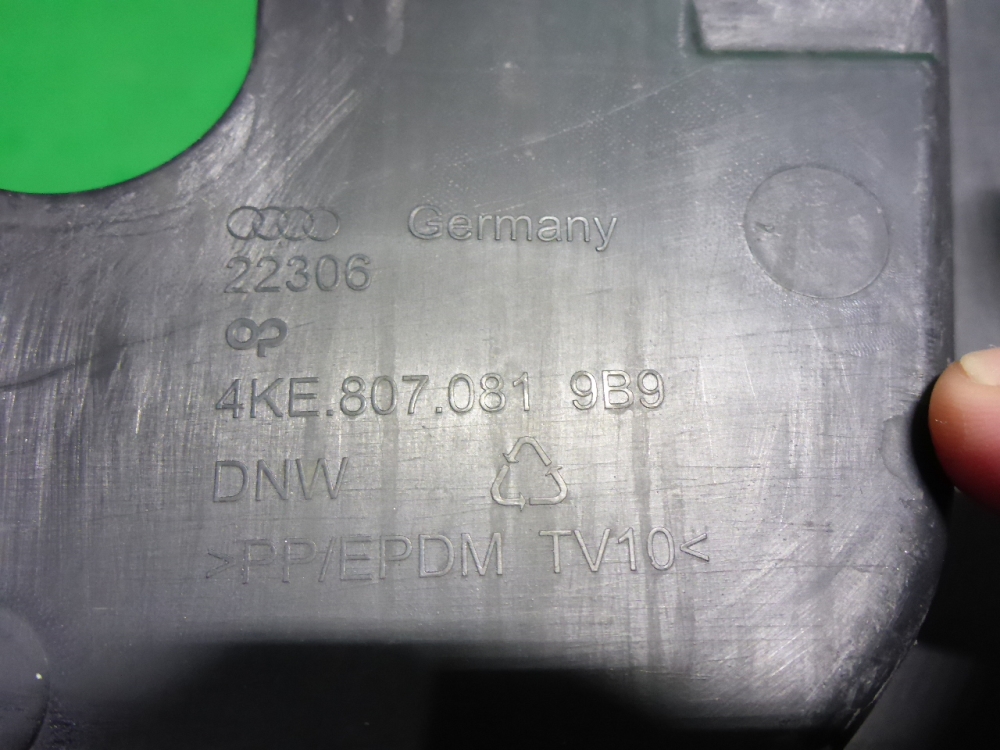 Germany
22306
4KE.807.081 9B9
DNW
>PP/EPDM TV10<